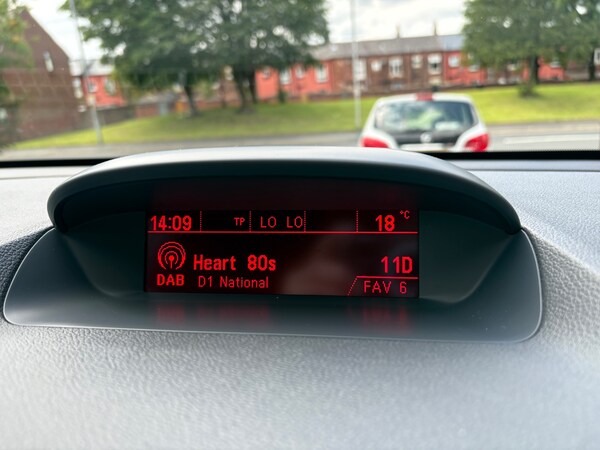 14:09 TP LO LO 18 °C
Heart 80s 11D
DAB D1 National FAV 6